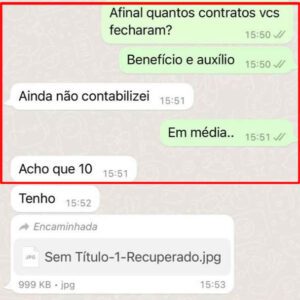 Afinal quantos contratos vcs
fecharam?
15:50
Benefício e auxílio
15:50
Ainda não contabilizei
15:51
Em média..
15:51
Acho que 10
15:51
Tenho
15:52
Encaminhada
JPG
Sem Título-1-Recuperado.jpg
999 KB • jpg
15:53